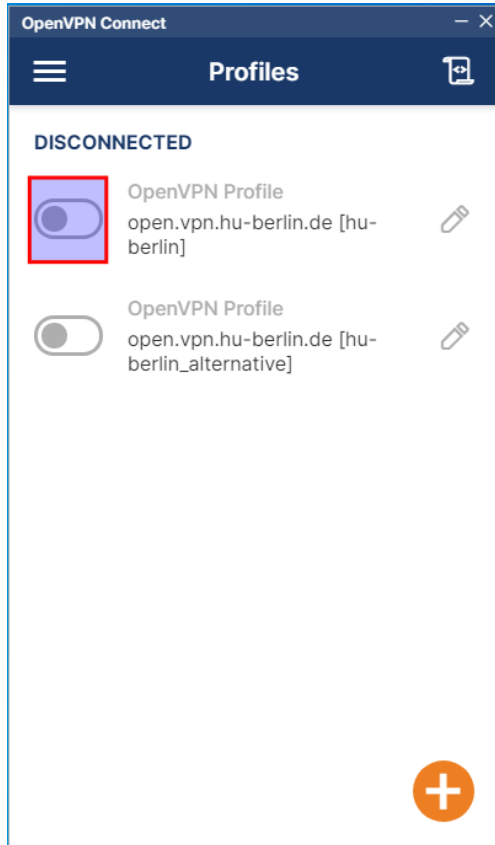 OpenVPN Connect
Profiles
DISCONNECTED
OpenVPN Profile
open.vpn.hu-berlin.de [hu-
berlin]
OpenVPN Profile
open.vpn.hu-berlin.de [hu-
berlin_alternative]